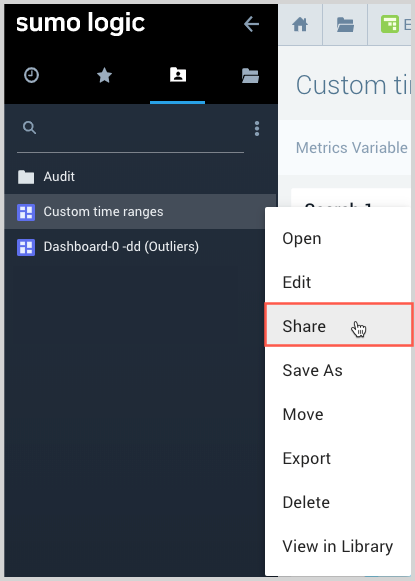 sumo logic
E
Custom ti
Metrics Variable
Audit
Custom time ranges
Dashboard-0 -dd (Outliers)
Open
Edit
Share
Save As
Move
Export
Delete
View in Library